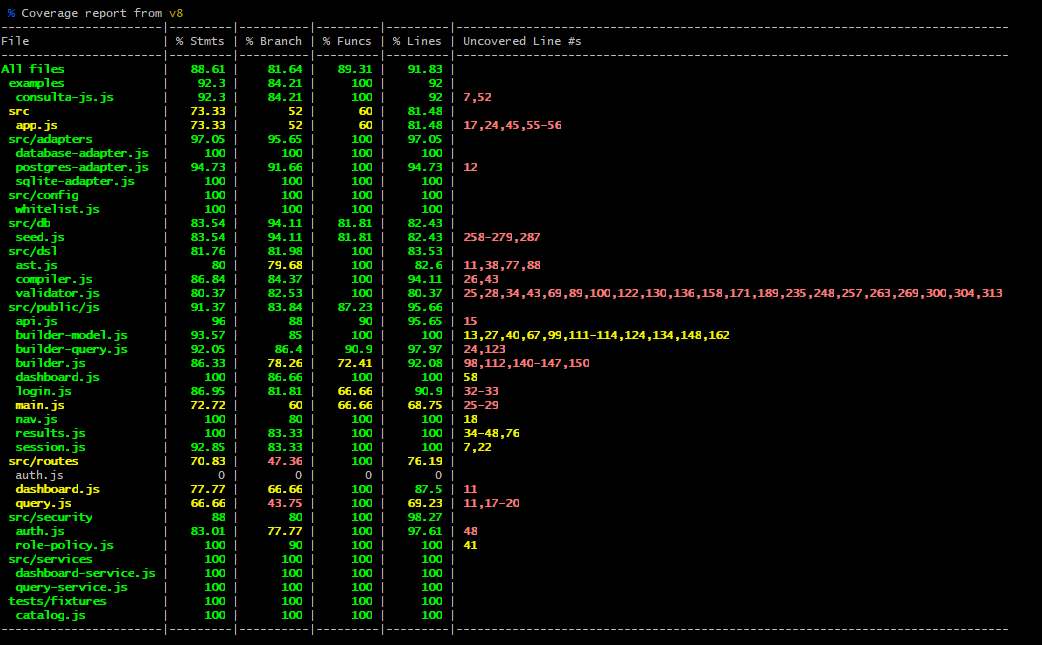 % Coverage report from v8
File | % Stmts | % Branch | % Funcs | % Lines | Uncovered Line #s
All files | 88.61 | 81.64 | 89.31 | 91.83 |
examples | 92.3 | 84.21 | 100 | 92 |
consulta-js.js | 92.3 | 84.21 | 100 | 92 | 7,52
src | 73.33 | 52 | 60 | 81.48 |
app.js | 73.33 | 52 | 60 | 81.48 | 17,24,45,55-56
src/adapters | 97.05 | 95.65 | 100 | 97.05 |
database-adapter.js | 100 | 100 | 100 | 100 |
postgres-adapter.js | 94.73 | 91.66 | 100 | 94.73 | 12
sqlite-adapter.js | 100 | 100 | 100 | 100 |
src/config | 100 | 100 | 100 | 100 |
whitelist.js | 100 | 100 | 100 | 100 |
src/db | 83.54 | 94.11 | 81.81 | 82.43 |
seed.js | 83.54 | 94.11 | 81.81 | 82.43 | 258-279,287
src/dsl | 81.76 | 81.98 | 100 | 83.53 |
ast.js | 80 | 79.68 | 100 | 82.6 | 11,38,77,88
compiler.js | 86.84 | 84.37 | 100 | 94.11 | 26,43
validator.js | 80.37 | 82.53 | 100 | 80.37 | 25,28,34,43,69,89,100,122,130,136,158,171,189,235,248,257,263,269,300,304,313
src/public/js | 91.37 | 83.84 | 87.23 | 95.66 |
api.js | 96 | 88 | 90 | 95.65 | 15
builder-model.js | 93.57 | 85 | 100 | 100 | 13,27,40,67,99,111-114,124,134,148,162
builder-query.js | 92.05 | 86.4 | 90.9 | 97.97 | 24,123
builder.js | 86.33 | 78.26 | 72.41 | 92.08 | 98,112,140-147,150
dashboard.js | 100 | 86.66 | 100 | 100 | 58
login.js | 86.95 | 81.81 | 66.66 | 90.9 | 32-33
main.js | 72.72 | 60 | 66.66 | 68.75 | 25-29
nav.js | 100 | 80 | 100 | 100 | 18
results.js | 100 | 83.33 | 100 | 100 | 34-48,76
session.js | 92.85 | 83.33 | 100 | 100 | 7,22
src/routes | 70.83 | 47.36 | 100 | 76.19 |
auth.js | 0 | 0 | 0 | 0 |
dashboard.js | 77.77 | 66.66 | 100 | 87.5 | 11
query.js | 66.66 | 43.75 | 100 | 69.23 | 11,17-20
src/security | 88 | 80 | 100 | 98.27 |
auth.js | 83.01 | 77.77 | 100 | 97.61 | 48
role-policy.js | 100 | 90 | 100 | 100 | 41
src/services | 100 | 100 | 100 | 100 |
dashboard-service.js | 100 | 100 | 100 | 100 |
query-service.js | 100 | 100 | 100 | 100 |
tests/fixtures | 100 | 100 | 100 | 100 |
catalog.js | 100 | 100 | 100 | 100 |